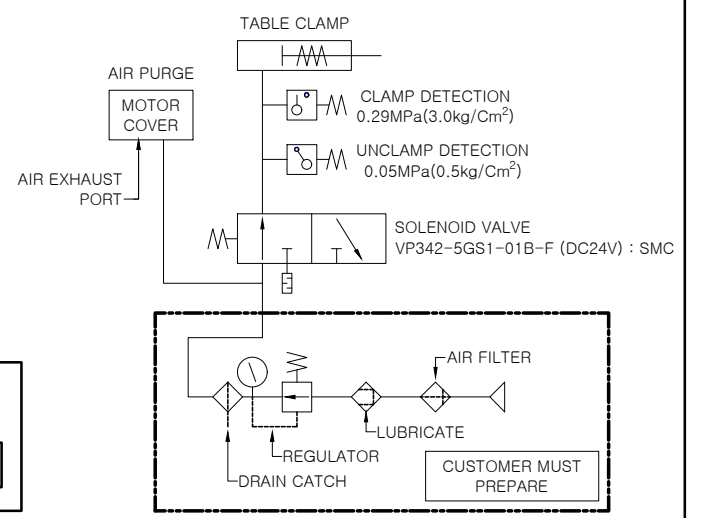 TABLE CLAMP
AIR PURGE
MOTOR
COVER
CLAMP DETECTION
0.29MPa(3.0kg/Cm²)
UNCLAMP DETECTION
0.05MPa(0.5kg/Cm²)
AIR EXHAUST
PORT
SOLENOID VALVE
VP342-5GS1-01B-F (DC24V) : SMC
AIR FILTER
LUBRICATE
REGULATOR
DRAIN CATCH
CUSTOMER MUST
PREPARE